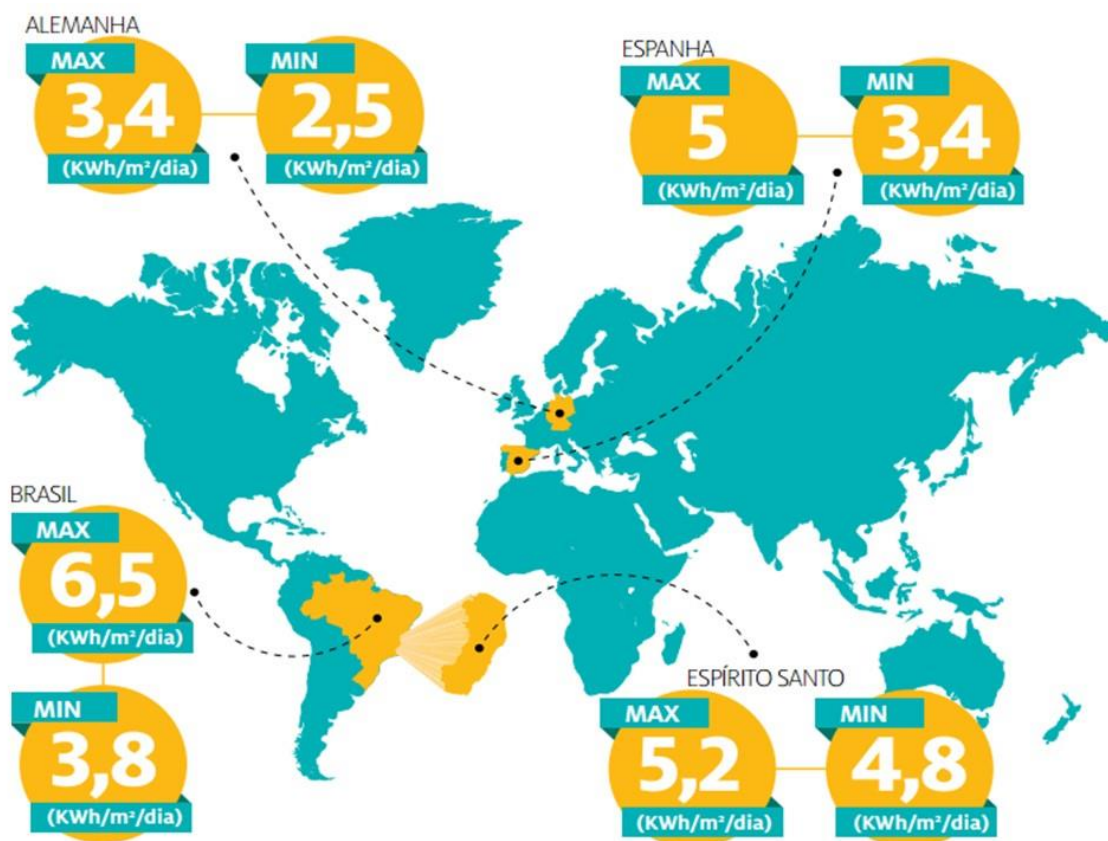 ALEMANHA
MAX
3,4
(KWh/m²/dia)
MIN
2,5
(KWh/m²/dia)
ESPANHA
MAX
5
(KWh/m²/dia)
MIN
3,4
(KWh/m²/dia)
BRASIL
MAX
6,5
(KWh/m²/dia)
MIN
3,8
(KWh/m²/dia)
ESPÍRITO SANTO
MAX
5,2
(KWh/m²/dia)
MIN
4,8
(KWh/m²/dia)